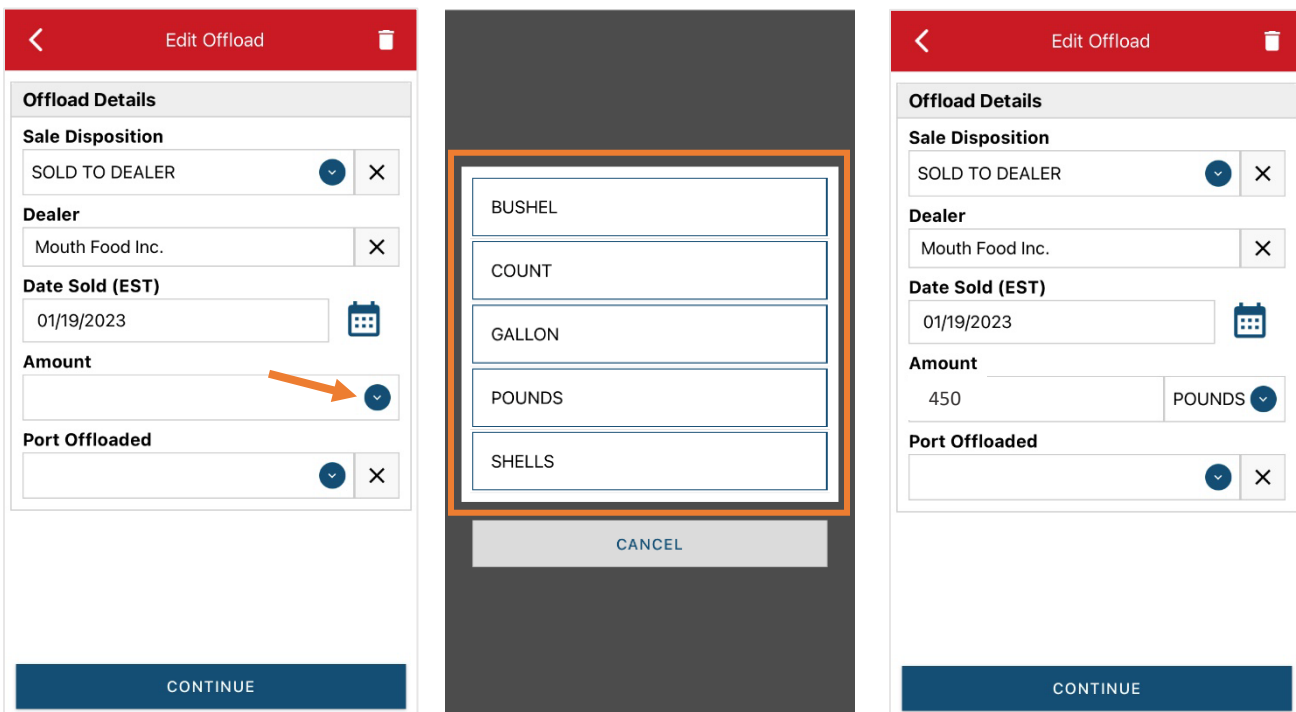 Edit Offload
Offload Details
Sale Disposition
SOLD TO DEALER
Dealer
Mouth Food Inc.
Date Sold (EST)
01/19/2023
Amount
Port Offloaded
CONTINUE
BUSHEL
COUNT
GALLON
POUNDS
SHELLS
CANCEL
Edit Offload
Offload Details
Sale Disposition
SOLD TO DEALER
Dealer
Mouth Food Inc.
Date Sold (EST)
01/19/2023
Amount
450 POUNDS
Port Offloaded
CONTINUE